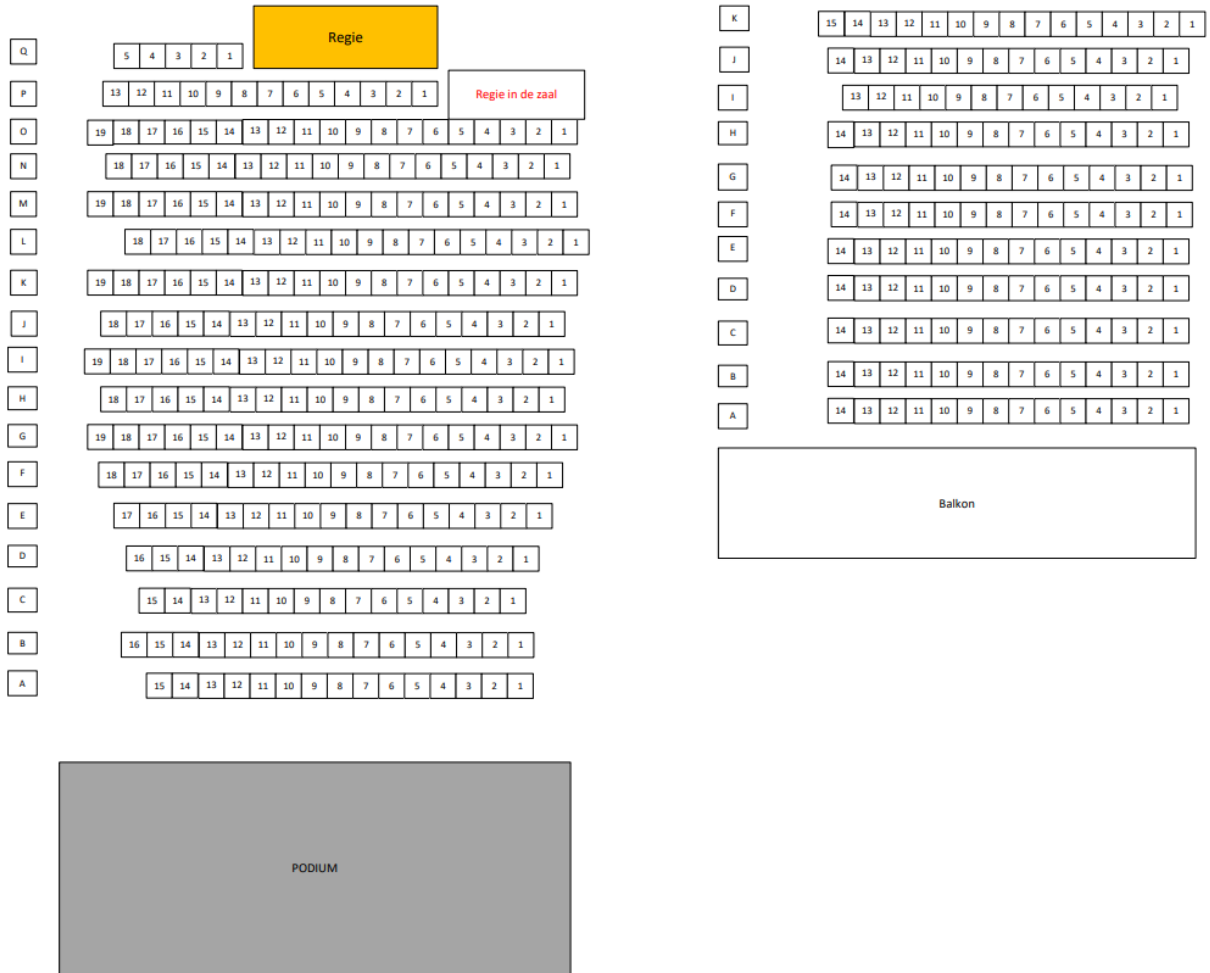 Regie
Q 5 4 3 2 1
P 13 12 11 10 9 8 7 6 5 4 3 2 1 Regie in de zaal
O 19 18 17 16 15 14 13 12 11 10 9 8 7 6 5 4 3 2 1
N 18 17 16 15 14 13 12 11 10 9 8 7 6 5 4 3 2 1
M 19 18 17 16 15 14 13 12 11 10 9 8 7 6 5 4 3 2 1
L 18 17 16 15 14 13 12 11 10 9 8 7 6 5 4 3 2 1
K 19 18 17 16 15 14 13 12 11 10 9 8 7 6 5 4 3 2 1
J 18 17 16 15 14 13 12 11 10 9 8 7 6 5 4 3 2 1
I 19 18 17 16 15 14 13 12 11 10 9 8 7 6 5 4 3 2 1
H 18 17 16 15 14 13 12 11 10 9 8 7 6 5 4 3 2 1
G 19 18 17 16 15 14 13 12 11 10 9 8 7 6 5 4 3 2 1
F 18 17 16 15 14 13 12 11 10 9 8 7 6 5 4 3 2 1
E 17 16 15 14 13 12 11 10 9 8 7 6 5 4 3 2 1
D 16 15 14 13 12 11 10 9 8 7 6 5 4 3 2 1
C 15 14 13 12 11 10 9 8 7 6 5 4 3 2 1
B 16 15 14 13 12 11 10 9 8 7 6 5 4 3 2 1
A 15 14 13 12 11 10 9 8 7 6 5 4 3 2 1
PODIUM
K 15 14 13 12 11 10 9 8 7 6 5 4 3 2 1
J 14 13 12 11 10 9 8 7 6 5 4 3 2 1
I 13 12 11 10 9 8 7 6 5 4 3 2 1
H 14 13 12 11 10 9 8 7 6 5 4 3 2 1
G 14 13 12 11 10 9 8 7 6 5 4 3 2 1
F 14 13 12 11 10 9 8 7 6 5 4 3 2 1
E 14 13 12 11 10 9 8 7 6 5 4 3 2 1
D 14 13 12 11 10 9 8 7 6 5 4 3 2 1
C 14 13 12 11 10 9 8 7 6 5 4 3 2 1
B 14 13 12 11 10 9 8 7 6 5 4 3 2 1
A 14 13 12 11 10 9 8 7 6 5 4 3 2 1
Balkon